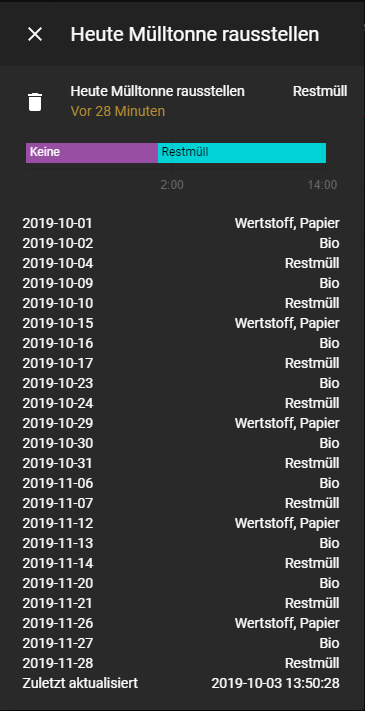 Heute Mülltonne rausstellen
Heute Mülltonne rausstellen Restmüll
Vor 28 Minuten
Keine Restmüll
2:00 14:00
2019-10-01 Wertstoff, Papier
2019-10-02 Bio
2019-10-04 Restmüll
2019-10-09 Bio
2019-10-10 Restmüll
2019-10-15 Wertstoff, Papier
2019-10-16 Bio
2019-10-17 Restmüll
2019-10-23 Bio
2019-10-24 Restmüll
2019-10-29 Wertstoff, Papier
2019-10-30 Bio
2019-10-31 Restmüll
2019-11-06 Bio
2019-11-07 Restmüll
2019-11-12 Wertstoff, Papier
2019-11-13 Bio
2019-11-14 Restmüll
2019-11-20 Bio
2019-11-21 Restmüll
2019-11-26 Wertstoff, Papier
2019-11-27 Bio
2019-11-28 Restmüll
Zuletzt aktualisiert 2019-10-03 13:50:28